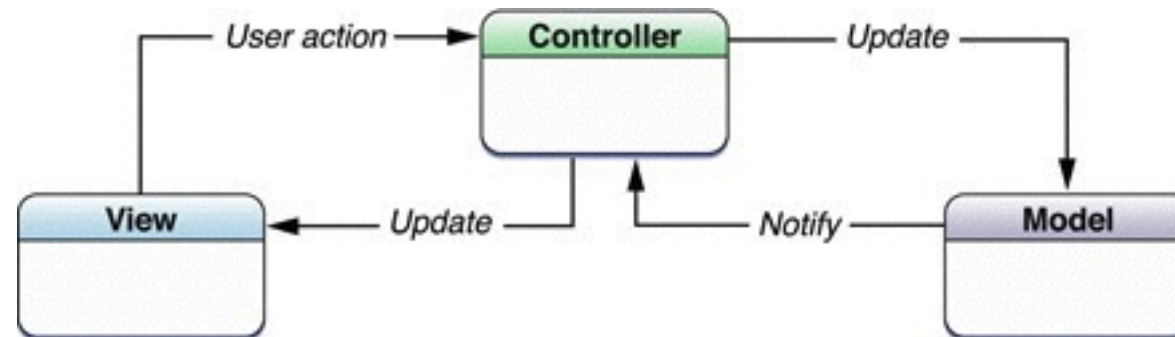 User action
Controller
Update
View
Update
Notify
Model